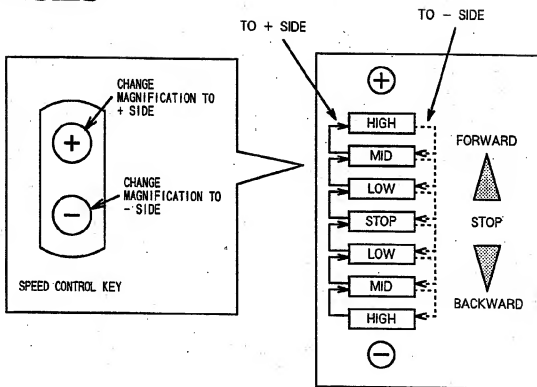 TO + SIDE
TO - SIDE
CHANGE
MAGNIFICATION TO
+ SIDE
+
CHANGE
MAGNIFICATION TO
- SIDE
-
SPEED CONTROL KEY
+
HIGH
MID
LOW
STOP
LOW
MID
HIGH
-
FORWARD
STOP
BACKWARD